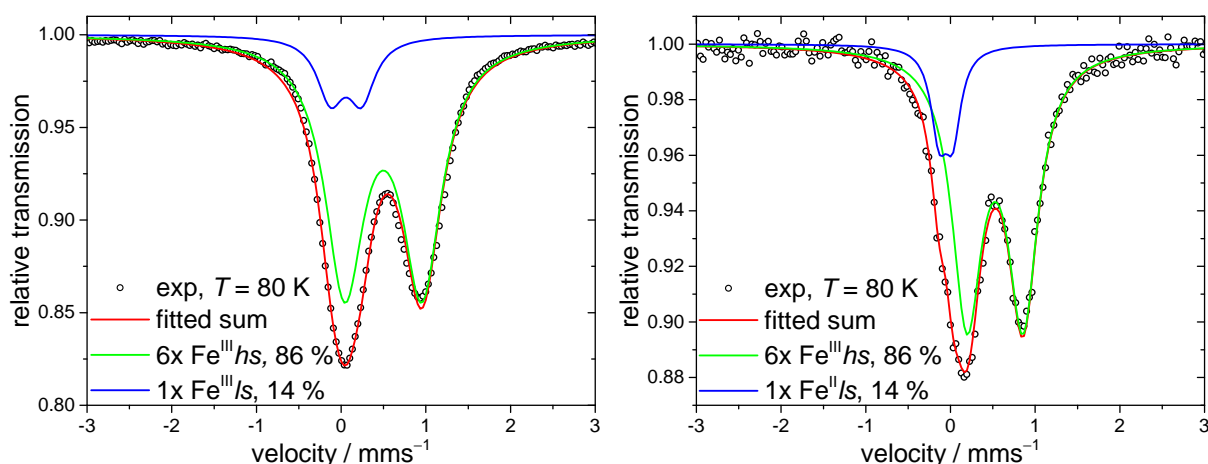 1.00
0.95
0.90
0.85
0.80
relative transmission
exp, T = 80 K
fitted sum
6x Feᴵᴵᴵhs, 86 %
1x Feᴵᴵᴵls, 14 %
-3 -2 -1 0 1 2 3
velocity / mms⁻¹
1.00
0.98
0.96
0.94
0.92
0.90
0.88
relative transmission
exp, T = 80 K
fitted sum
6x Feᴵᴵᴵhs, 86 %
1x Feᴵᴵls, 14 %
-3 -2 -1 0 1 2 3
velocity / mms⁻¹